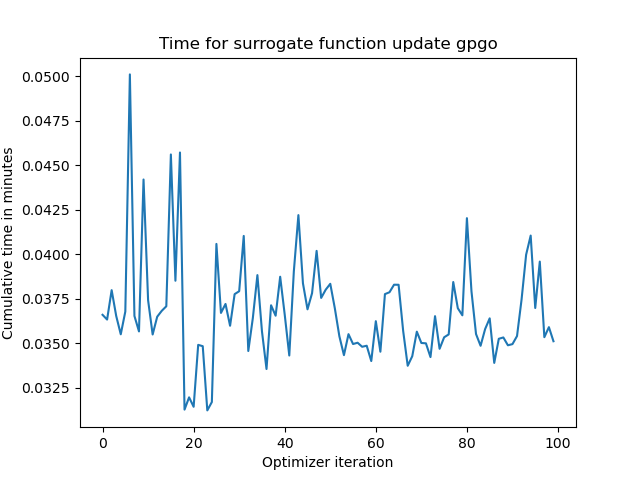 Time for surrogate function update gpgo
Cumulative time in minutes
0.0500
0.0475
0.0450
0.0425
0.0400
0.0375
0.0350
0.0325
0 20 40 60 80 100
Optimizer iteration